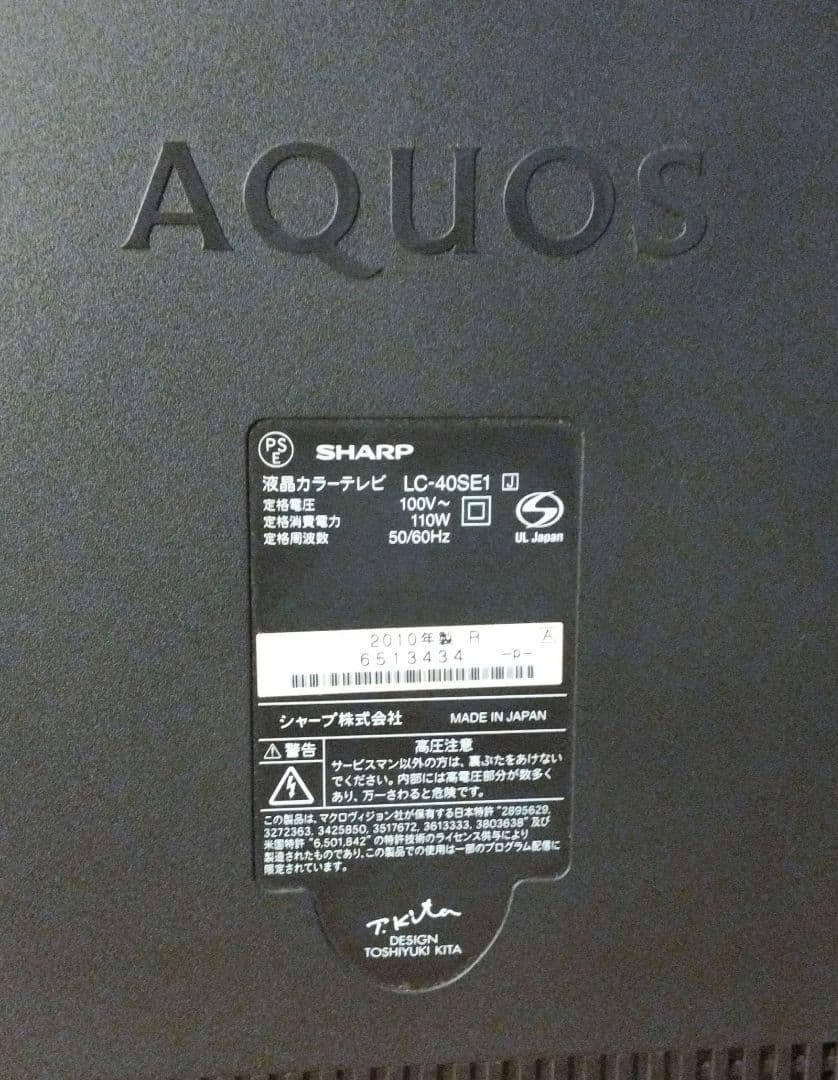 AQUOS
PSE SHARP
液晶カラーテレビ LC-40SE1 J
定格電圧 100V～
定格消費電力 110W
定格周波数 50/60Hz
UL Japan
2010年製 R A
6513434 -P-
シャープ株式会社 MADE IN JAPAN
⚠警告 高圧注意
サービスマン以外の方は、裏ぶたをあけない
でください。内部には高電圧部分が数多く
あり、万一さわると危険です。
この製品は、マクロヴィジョン社が保有する日本特許 "2895629,
3272363, 3425850, 3517672, 3613333, 3803638" 及び
米国特許 "6,501,842" の特許技術のライセンス供与により
製造されたものであり、この製品での使用は一部のプログラム配信に
限定されています。
T. Kita
DESIGN
TOSHIYUKI KITA